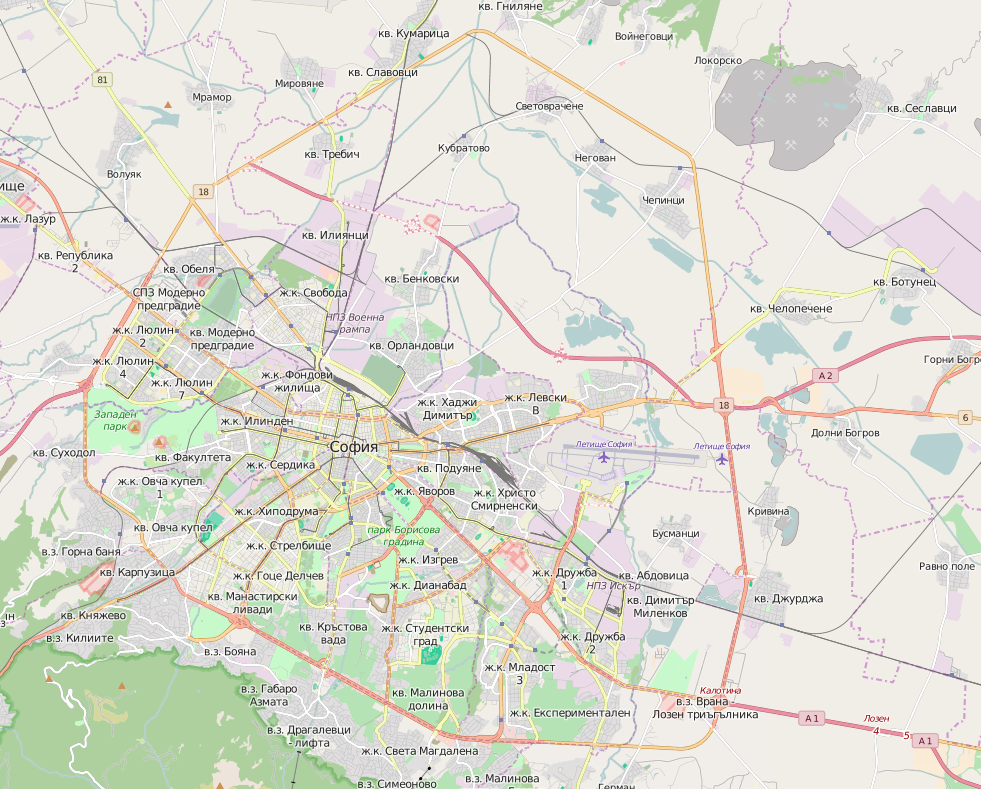 кв. Гниляне
кв. Кумарица
Войнеговци
Локорско
кв. Славовци
81
Мировяне
Мрамор
Световрачене
кв. Сеславци
Кубратово
кв. Требич
Негован
Волуяк
18
Чепинци
ище
ж.к. Лазур
кв. Илиянци
кв. Република
2
кв. Обеля
кв. Бенковски
кв. Ботунец
СПЗ Модерно
предградие
ж.к. Свобода
кв. Челопечене
НПЗ Военна
рампа
ж.к. Люлин
2
кв. Модерно
предградие
кв. Орландовци
Горни Богр
ж.к. Люлин
4
ж.к. Люлин
7
ж.к. Фондови
жилища
A 2
ж.к. Хаджи
Димитър
ж.к. Левски
В
18
6
Западен
парк
ж.к. Илинден
Долни Богров
София
Летище София
Летище София
кв. Суходол
кв. Факултета
ж.к. Сердика
кв. Подуяне
ж.к. Овча купел
1
ж.к. Яворов
ж.к. Христо
Смирненски
ж.к. Хиподрума
Кривина
кв. Овча купел
парк Борисова
градина
Бусманци
ж.к. Стрелбище
в.з. Горна баня
ж.к. Изгрев
Равно поле
кв. Карпузица
ж.к. Гоце Делчев
ж.к. Дианабад
ж.к. Дружба
1
кв. Абдовица
НПЗ Искър
кв. Манастирски
ливади
кв. Димитър
Миленков
кв. Джурджа
кв. Княжево
кв. Кръстова
вада
ж.к. Студентски
град
ж.к. Дружба
2
в.з. Килиите
в.з. Бояна
ж.к. Младост
3
в.з. Габаро
Азмата
кв. Малинова
долина
Калотина
в.з. Врана -
Лозен триъгълника
ж.к. Експериментален
A 1
Лозен
4
5
A 1
в.з. Драгалевци
- лифта
ж.к. Света Магдалена
кв. Симеоново
в.з. Малинова
Герман